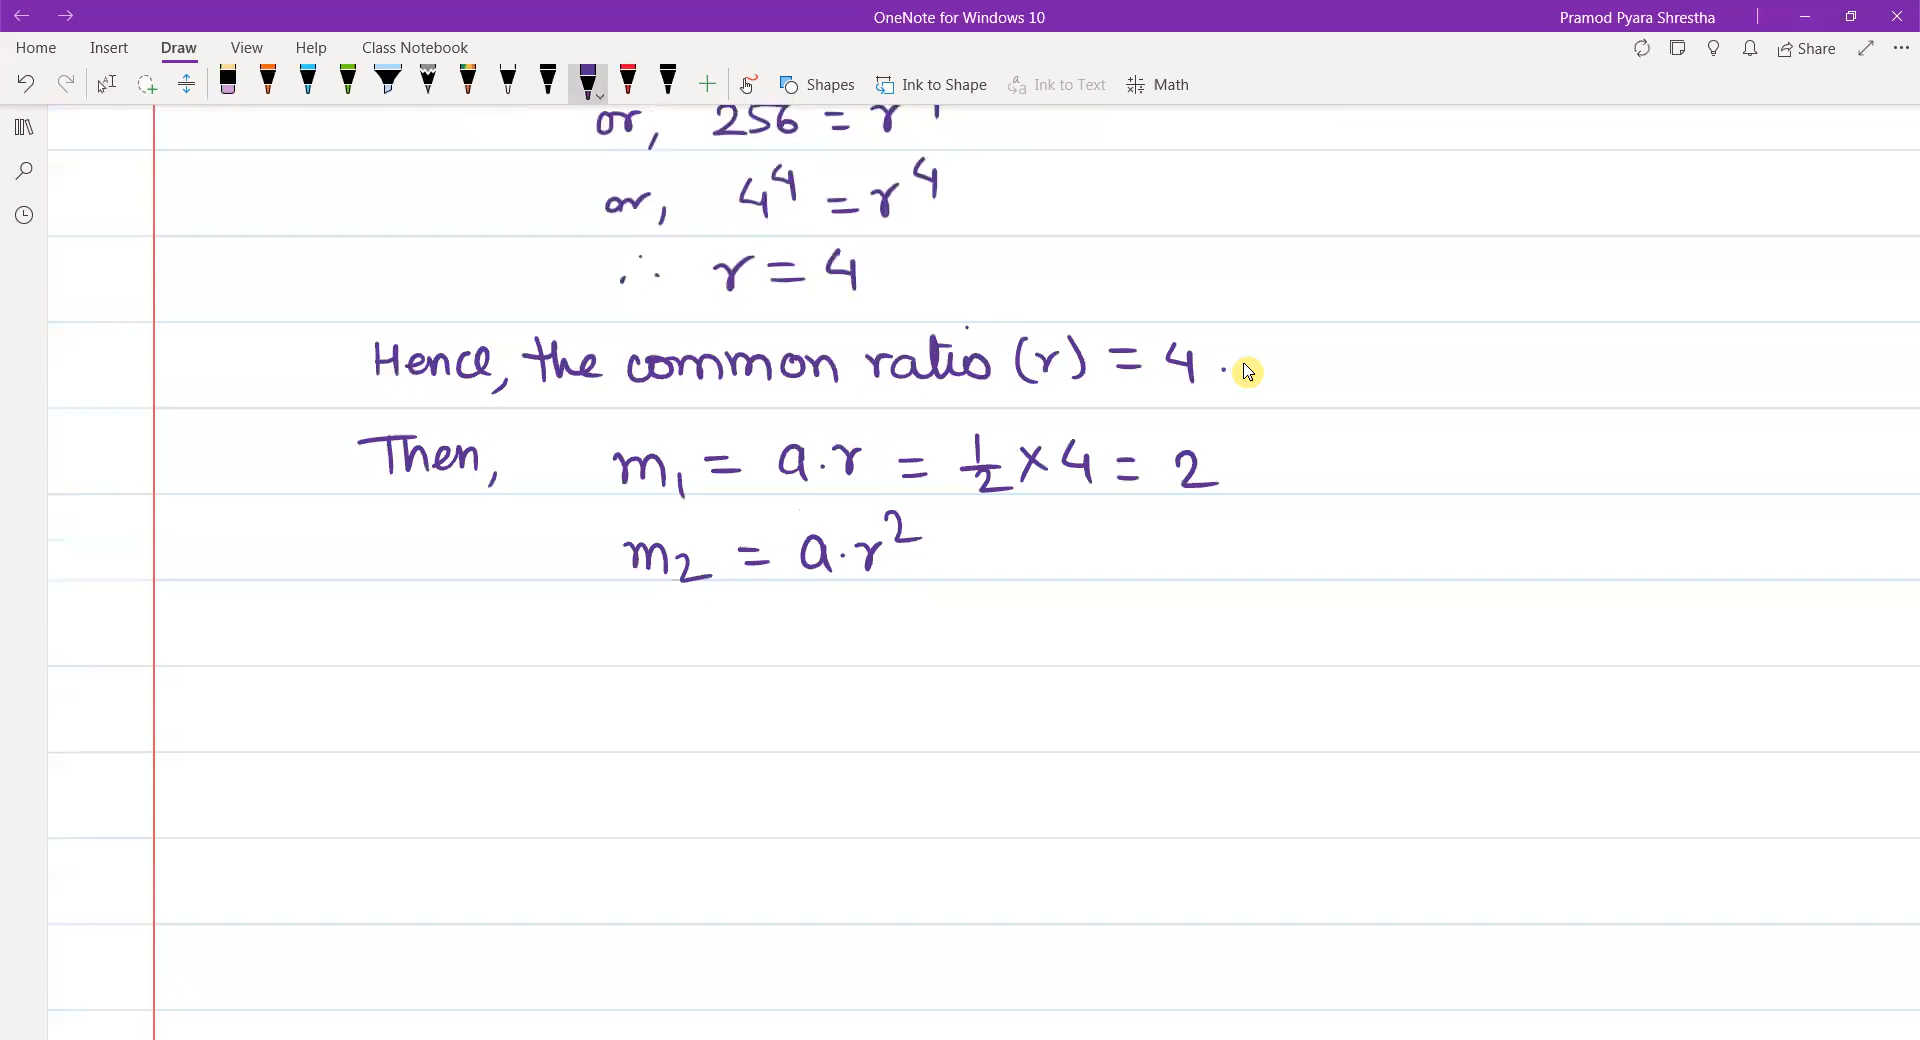 OneNote for Windows 10
Pramod Pyara Shrestha
Home Insert Draw View Help Class Notebook
Share
Shapes Ink to Shape Ink to Text Math
or, 256 = r
or, 4⁴ = r⁴
∴ r = 4
Hence, the common ratio (r) = 4 .
Then, m₁ = a.r = 1/2 × 4 = 2
m₂ = a.r²